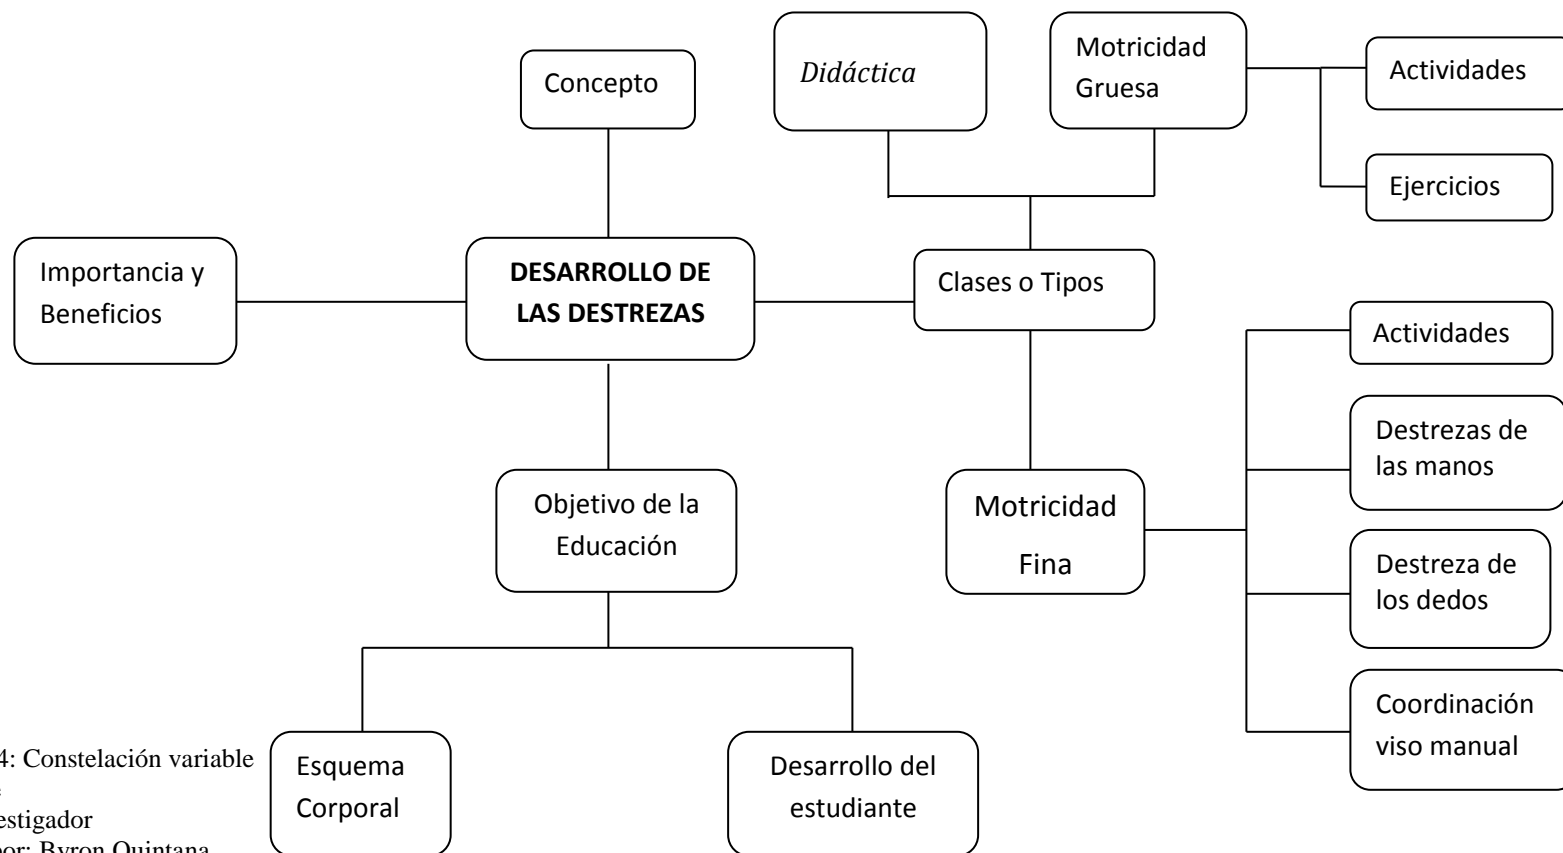 Concepto
Didáctica
Motricidad
Gruesa
Actividades
Ejercicios
Importancia y
Beneficios
DESARROLLO DE
LAS DESTREZAS
Clases o Tipos
Actividades
Destrezas de
las manos
Objetivo de la
Educación
Motricidad
Fina
Destreza de
los dedos
Coordinación
viso manual
Esquema
Corporal
Desarrollo del
estudiante
4: Constelación variable
estigador
por: Byron Quintana